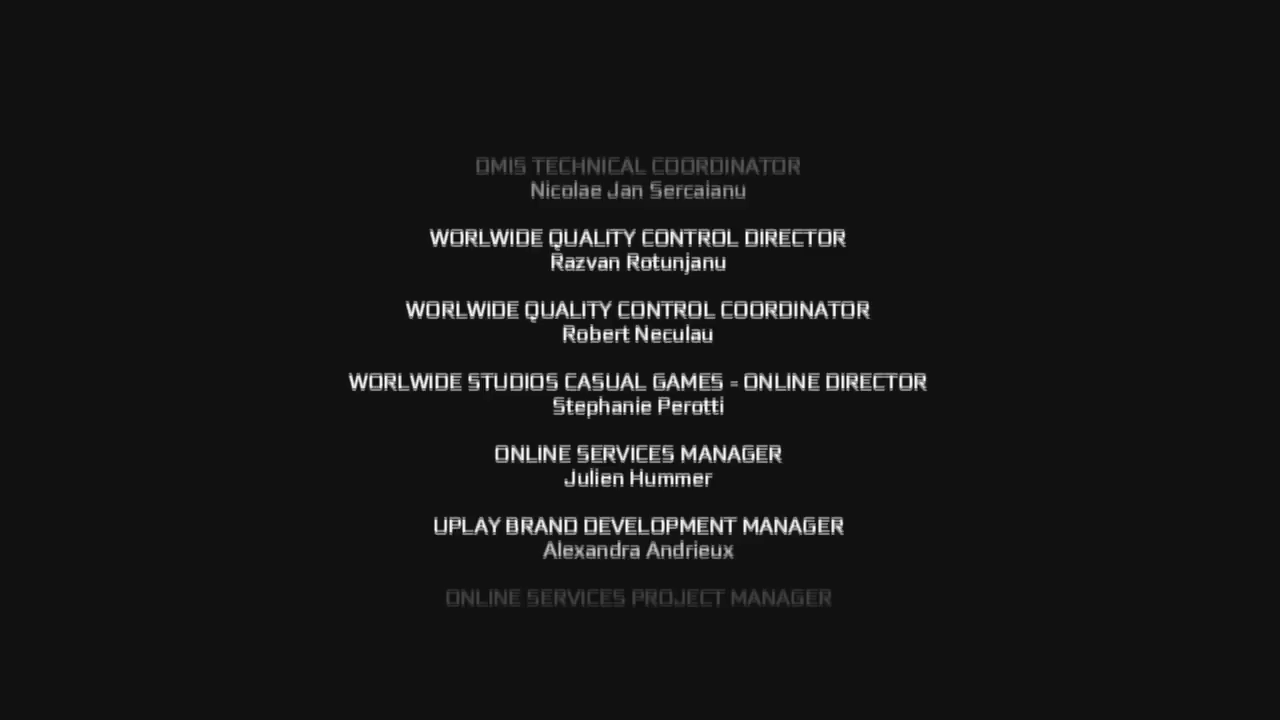 DMIS TECHNICAL COORDINATOR
Nicolae Jan Sercaianu
WORLWIDE QUALITY CONTROL DIRECTOR
Razvan Rotunjanu
WORLWIDE QUALITY CONTROL COORDINATOR
Robert Neculau
WORLWIDE STUDIOS CASUAL GAMES - ONLINE DIRECTOR
Stephanie Perotti
ONLINE SERVICES MANAGER
Julien Hummer
UPLAY BRAND DEVELOPMENT MANAGER
Alexandra Andrieux
ONLINE SERVICES PROJECT MANAGER